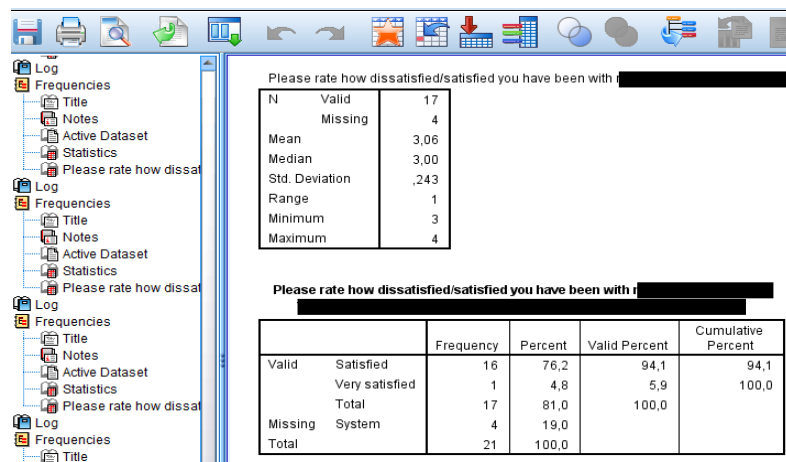 Log
Frequencies
Title
Notes
Active Dataset
Statistics
Please rate how dissat
Log
Frequencies
Title
Notes
Active Dataset
Statistics
Please rate how dissat
Log
Frequencies
Title
Notes
Active Dataset
Statistics
Please rate how dissat
Log
Frequencies
Title
Please rate how dissatisfied/satisfied you have been with
N Valid 17
Missing 4
Mean 3,06
Median 3,00
Std. Deviation ,243
Range 1
Minimum 3
Maximum 4
Please rate how dissatisfied/satisfied you have been with
Frequency Percent Valid Percent Cumulative Percent
Valid Satisfied 16 76,2 94,1 94,1
Very satisfied 1 4,8 5,9 100,0
Total 17 81,0 100,0
Missing System 4 19,0
Total 21 100,0